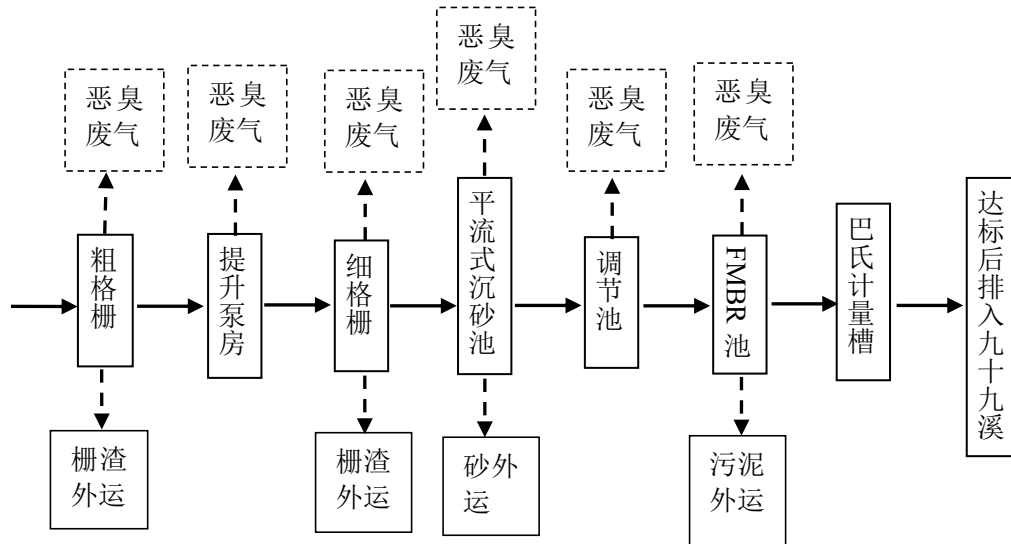 恶臭
废气
恶臭
废气
恶臭
废气
恶臭
废气
恶臭
废气
恶臭
废气
粗格栅
提升泵房
细格栅
平流式沉砂池
调节池
FMBR池
巴氏计量槽
达标后排入九十九溪
栅渣
外运
栅渣
外运
砂外
运
污泥
外运